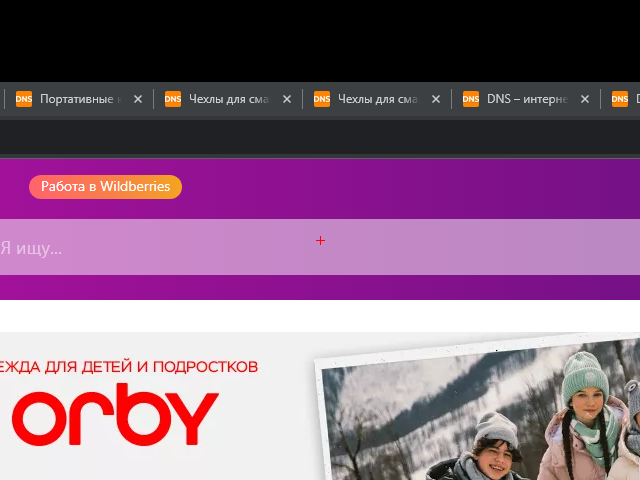 DNS Портативные
DNS Чехлы для сма
DNS Чехлы для сма
DNS DNS – интерне
DNS
Работа в Wildberries
Я ищу...
ЕЖДА ДЛЯ ДЕТЕЙ И ПОДРОСТКОВ
orby